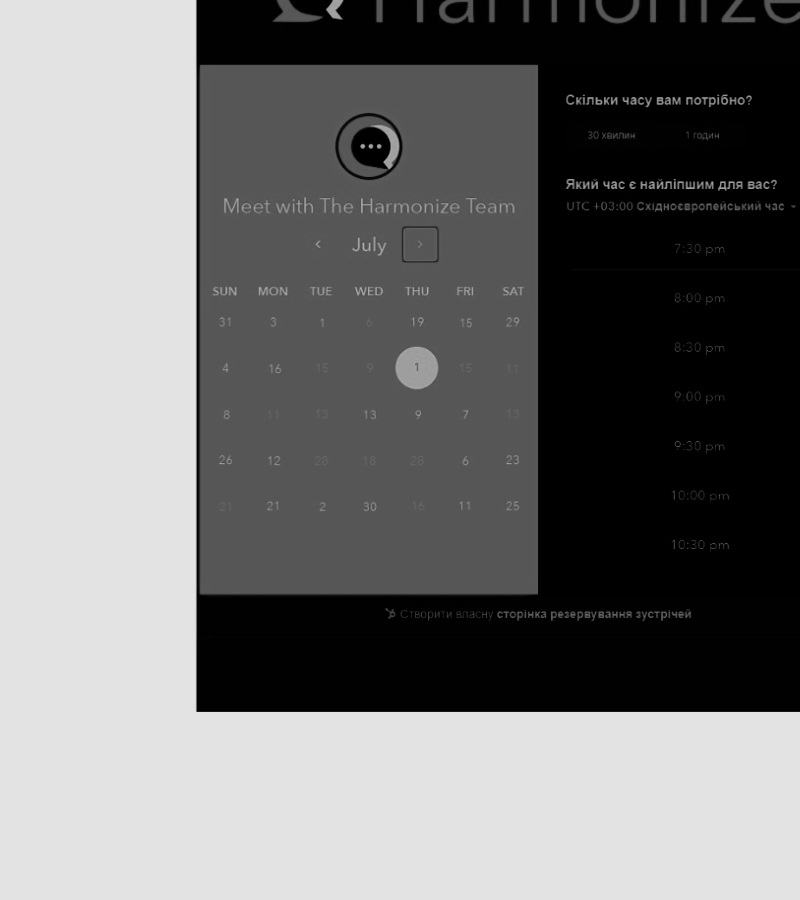 Harmonize
Meet with The Harmonize Team
July
SUN MON TUE WED THU FRI SAT
31 3 1 6 19 15 29
4 16 15 9 1 15 11
8 11 13 13 9 7 13
26 12 28 18 28 6 23
21 21 2 30 16 11 25
Скільки часу вам потрібно?
30 хвилин 1 годин
Який час є найліпшим для вас?
UTC +03:00 Східноєвропейський час
7:30 pm
8:00 pm
8:30 pm
9:00 pm
9:30 pm
10:00 pm
10:30 pm
Створити власну сторінка резервування зустрічей